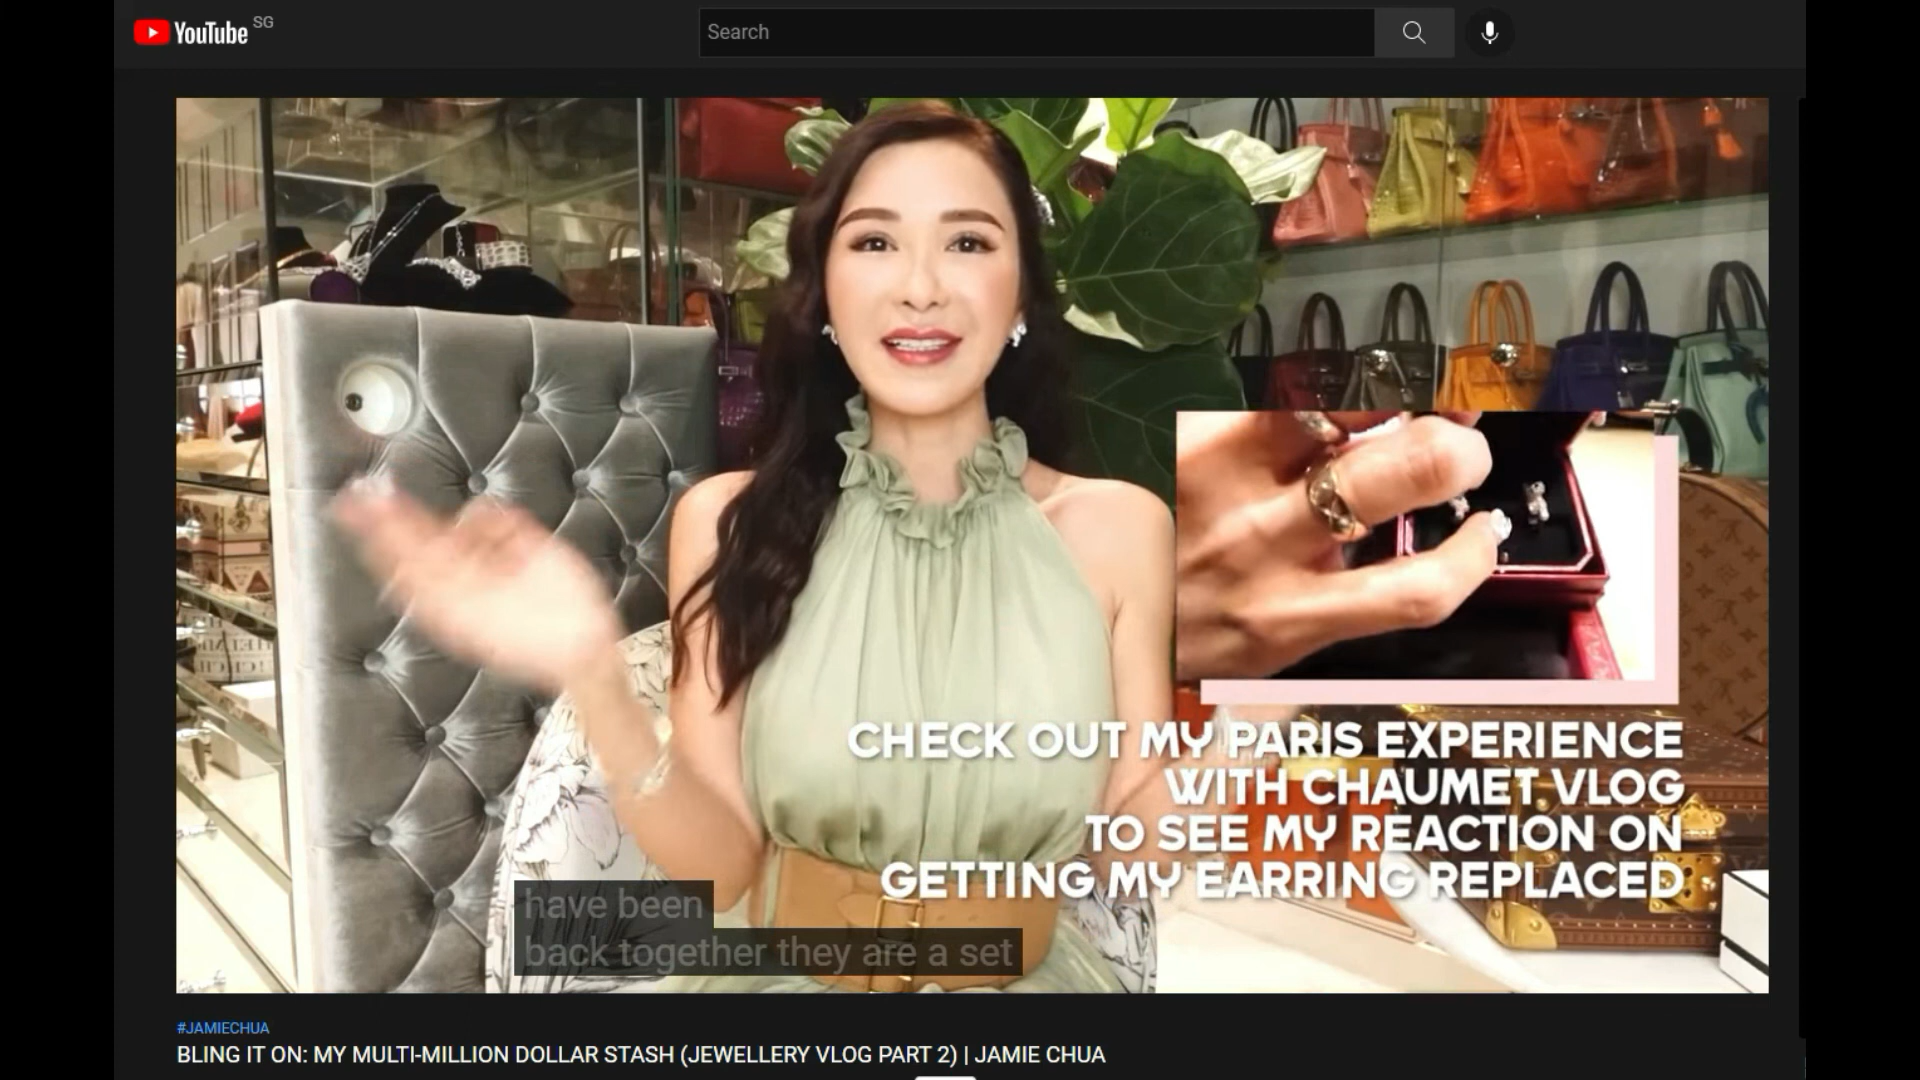 YouTube SG
Search
CHECK OUT MY PARIS EXPERIENCE
WITH CHAUMET VLOG
TO SEE MY REACTION ON
GETTING MY EARRING REPLACED
have been
back together they are a set
#JAMIECHUA
BLING IT ON: MY MULTI-MILLION DOLLAR STASH (JEWELLERY VLOG PART 2) | JAMIE CHUA